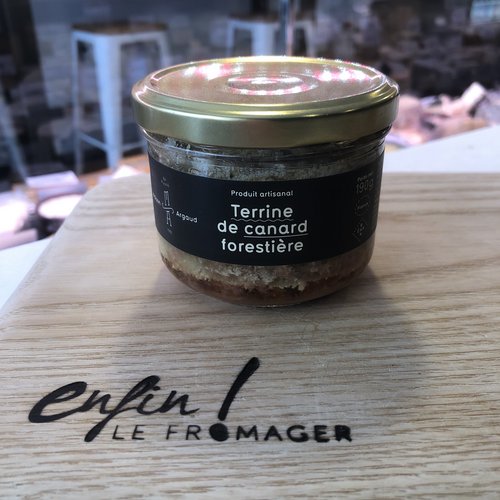 Produit artisanal
Terrine
de canard
forestière
M
A
Argaud
190g
enfin !
LE FROMAGER